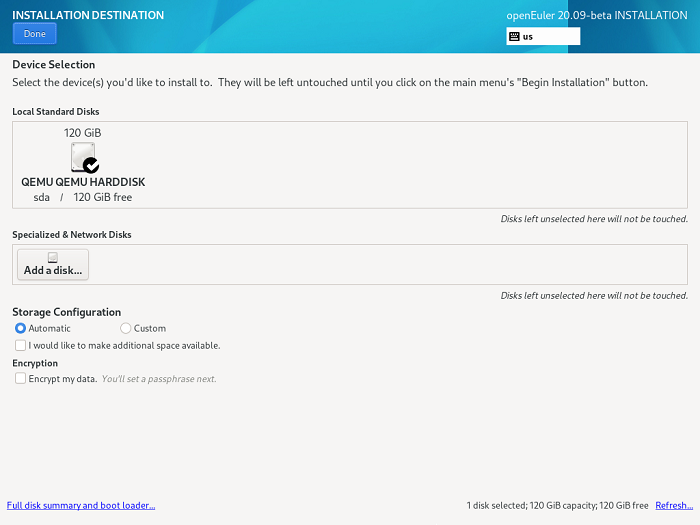 INSTALLATION DESTINATION
openEuler 20.09-beta INSTALLATION
Done
us
Device Selection
Select the device(s) you'd like to install to.  They will be left untouched until you click on the main menu's "Begin Installation" button.
Local Standard Disks
120 GiB
QEMU QEMU HARDDISK
sda / 120 GiB free
Disks left unselected here will not be touched.
Specialized & Network Disks
Add a disk...
Disks left unselected here will not be touched.
Storage Configuration
Automatic Custom
I would like to make additional space available.
Encryption
Encrypt my data. You'll set a passphrase next.
Full disk summary and boot loader...
1 disk selected; 120 GiB capacity; 120 GiB free Refresh...